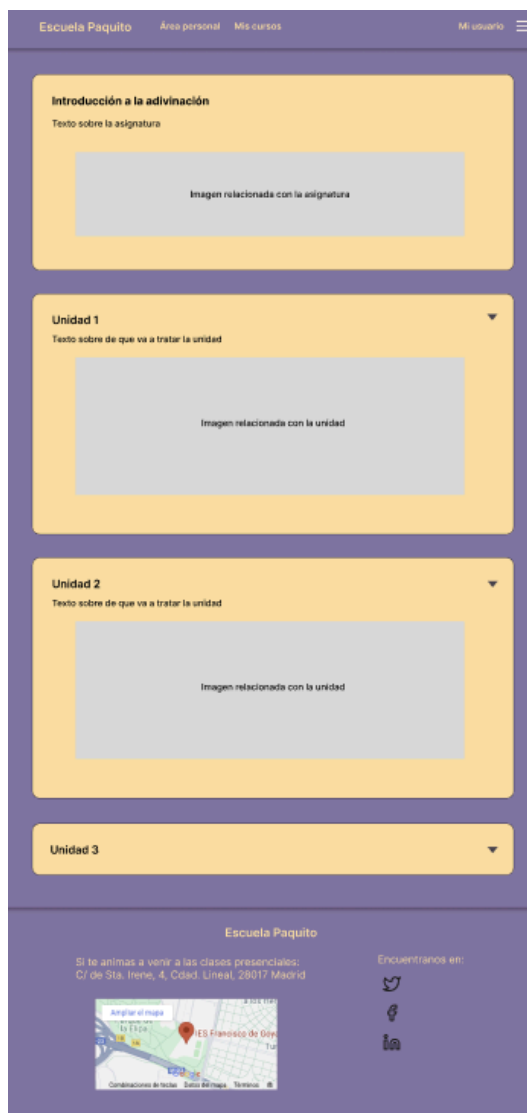 Escuela Paquito
Área personal
Mis cursos
Mi usuario
Introducción a la adivinación
Texto sobre la asignatura
Imagen relacionada con la asignatura
Unidad 1
Texto sobre de que va a tratar la unidad
Imagen relacionada con la unidad
Unidad 2
Texto sobre de que va a tratar la unidad
Imagen relacionada con la unidad
Unidad 3
Escuela Paquito
Si te animas a venir a las clases presenciales:
C/ de Sta. Irene, 4, Cdad. Lineal, 28017 Madrid
Encuentranos en:
Ampliar el mapa
IES Francisco de Goya
Google
Combinaciones de teclas
Datos del mapa
Términos